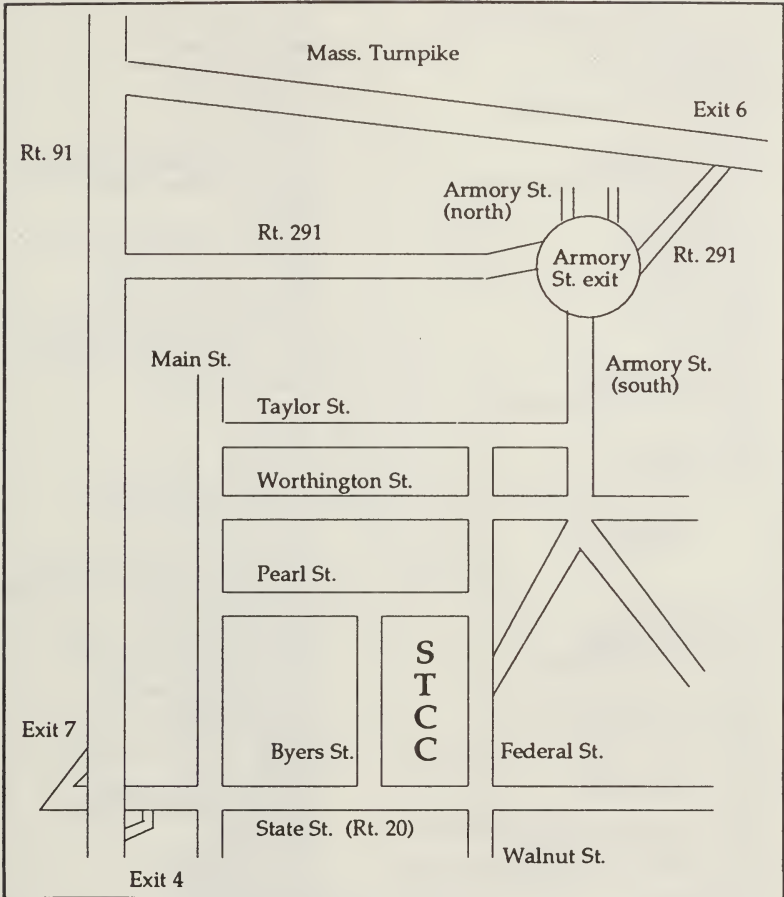 Mass. Turnpike
Exit 6
Rt. 91
Armory St.
(north)
Rt. 291
Armory
St. exit
Rt. 291
Main St.
Armory St.
(south)
Taylor St.
Worthington St.
Pearl St.
S
T
C
C
Exit 7
Byers St.
Federal St.
State St. (Rt. 20)
Walnut St.
Exit 4